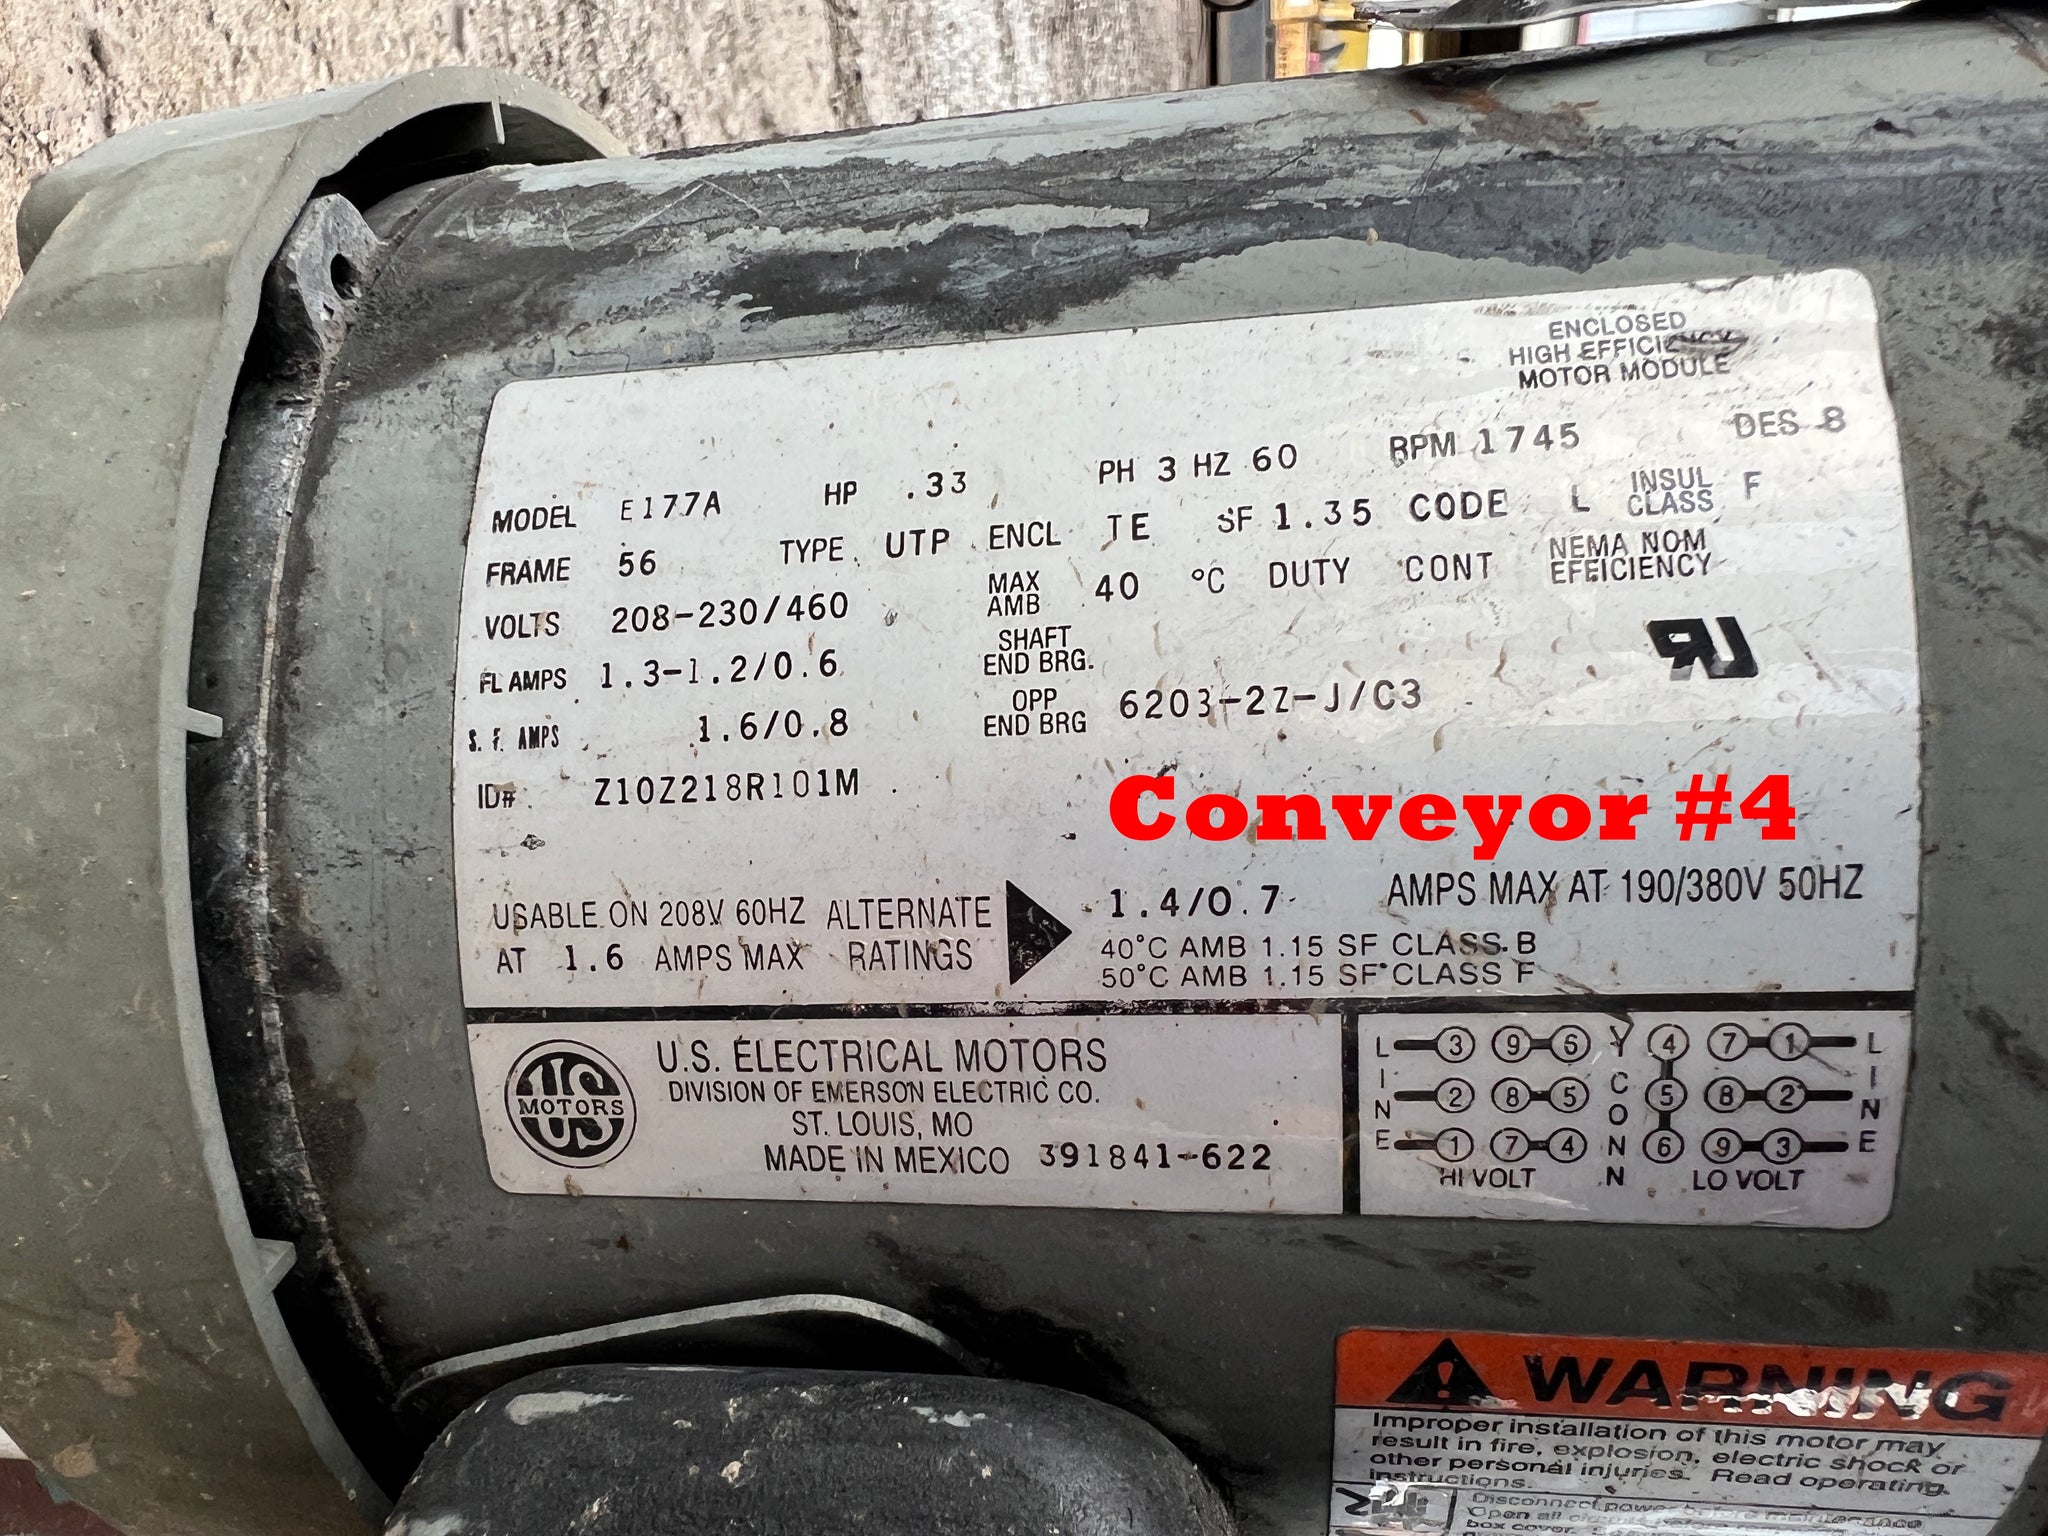 ENCLOSED
HIGH EFFICIENCY
MOTOR MODULE
MODEL E177A HP .33 PH 3 HZ 60 RPM 1745 DES 8
FRAME 56 TYPE UTP ENCL TE SF 1.35 CODE L INSUL CLASS F
VOLTS 208-230/460 MAX AMB 40 °C DUTY CONT NEMA NOM EFFICIENCY
FL AMPS 1.3-1.2/0.6 SHAFT END BRG.
S. F. AMPS 1.6/0.8 OPP END BRG 6203-2Z-J/C3
ID# Z10Z218R101M
Conveyor #4
USABLE ON 208V 60HZ
AT 1.6 AMPS MAX
ALTERNATE
RATINGS
1.4/0.7 AMPS MAX AT 190/380V 50HZ
40°C AMB 1.15 SF CLASS B
50°C AMB 1.15 SF CLASS F
US
MOTORS
U.S. ELECTRICAL MOTORS
DIVISION OF EMERSON ELECTRIC CO.
ST. LOUIS, MO
MADE IN MEXICO 391841-622
LINE 3 9 6 Y CONN 4 7 1 LINE
2 8 5 5 8 2
1 7 4 6 9 3
HI VOLT LO VOLT
WARNING
Improper installation of this motor may
result in fire, explosion, electric shock or
other personal injuries. Read operating
instructions.
Disconnect power maintenance
Open all
box cover.